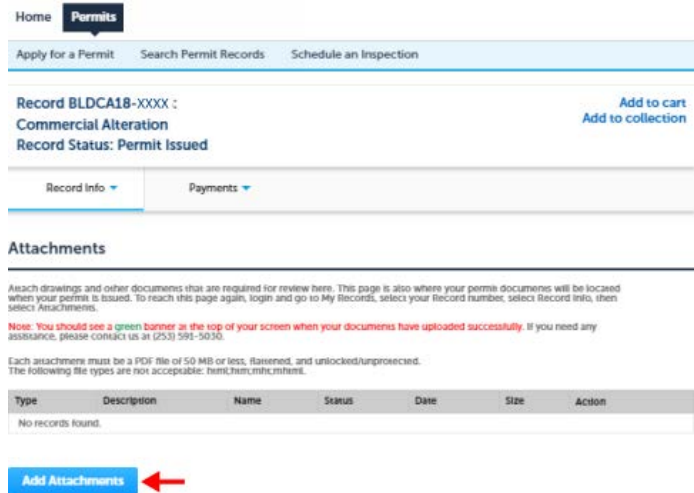 Home Permits
Apply for a Permit Search Permit Records Schedule an Inspection
Record BLDCA18-XXXX :
Commercial Alteration
Record Status: Permit Issued
Add to cart
Add to collection
Record Info Payments
Attachments
Attach drawings and other documents that are required for review here. This page is also where your permit documents will be located
when your permit is issued. To reach this page again, login and go to My Records, select your Record number, select Record Info, then
select Attachments.
Note: You should see a green banner at the top of your screen when your documents have uploaded successfully. If you need any
assistance, please contact us at (253) 591-5030.
Each attachment must be a PDF file of 50 MB or less, flattened, and unlocked/unprotected.
The following file types are not acceptable: html;htm;mht;mhtml.
Type Description Name Status Date Size Action
No records found.
Add Attachments